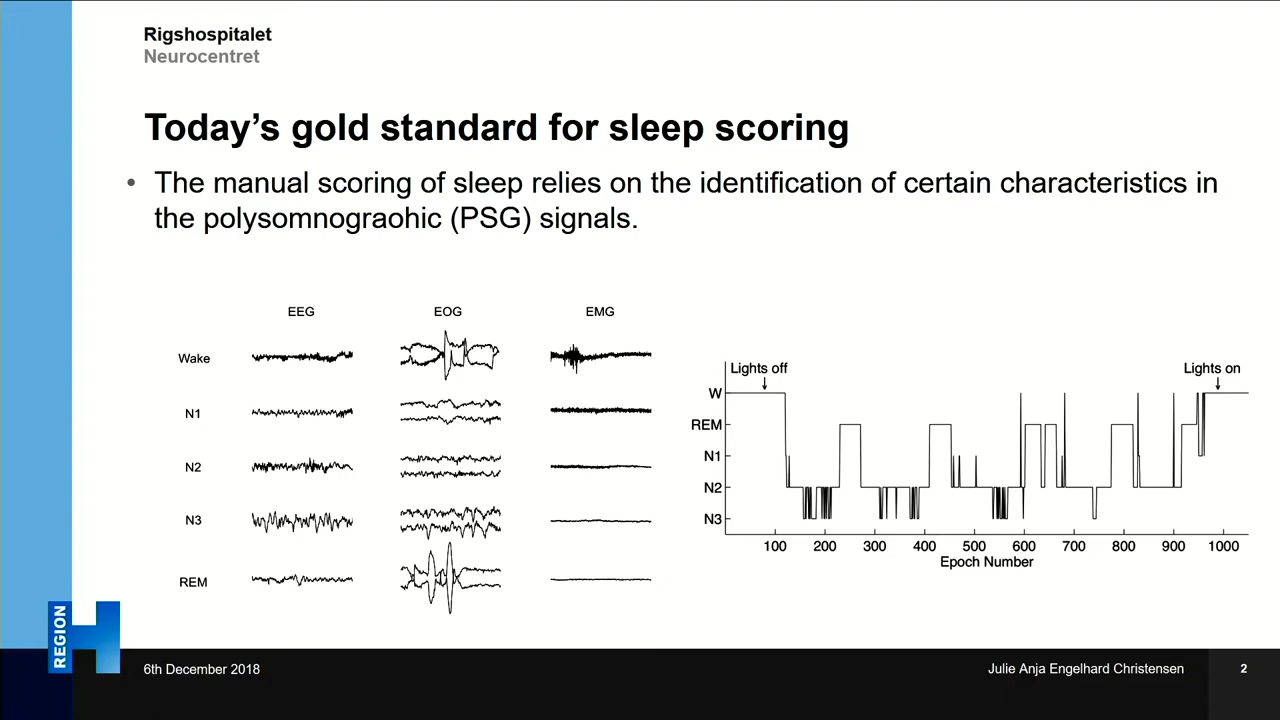 Rigshospitalet
Neurocentret
Today's gold standard for sleep scoring
• The manual scoring of sleep relies on the identification of certain characteristics in
the polysomnograohic (PSG) signals.
EEG EOG EMG
Wake
N1
N2
N3
REM
Lights off Lights on
W
REM
N1
N2
N3
100 200 300 400 500 600 700 800 900 1000
Epoch Number
REGION H
6th December 2018 Julie Anja Engelhard Christensen 2